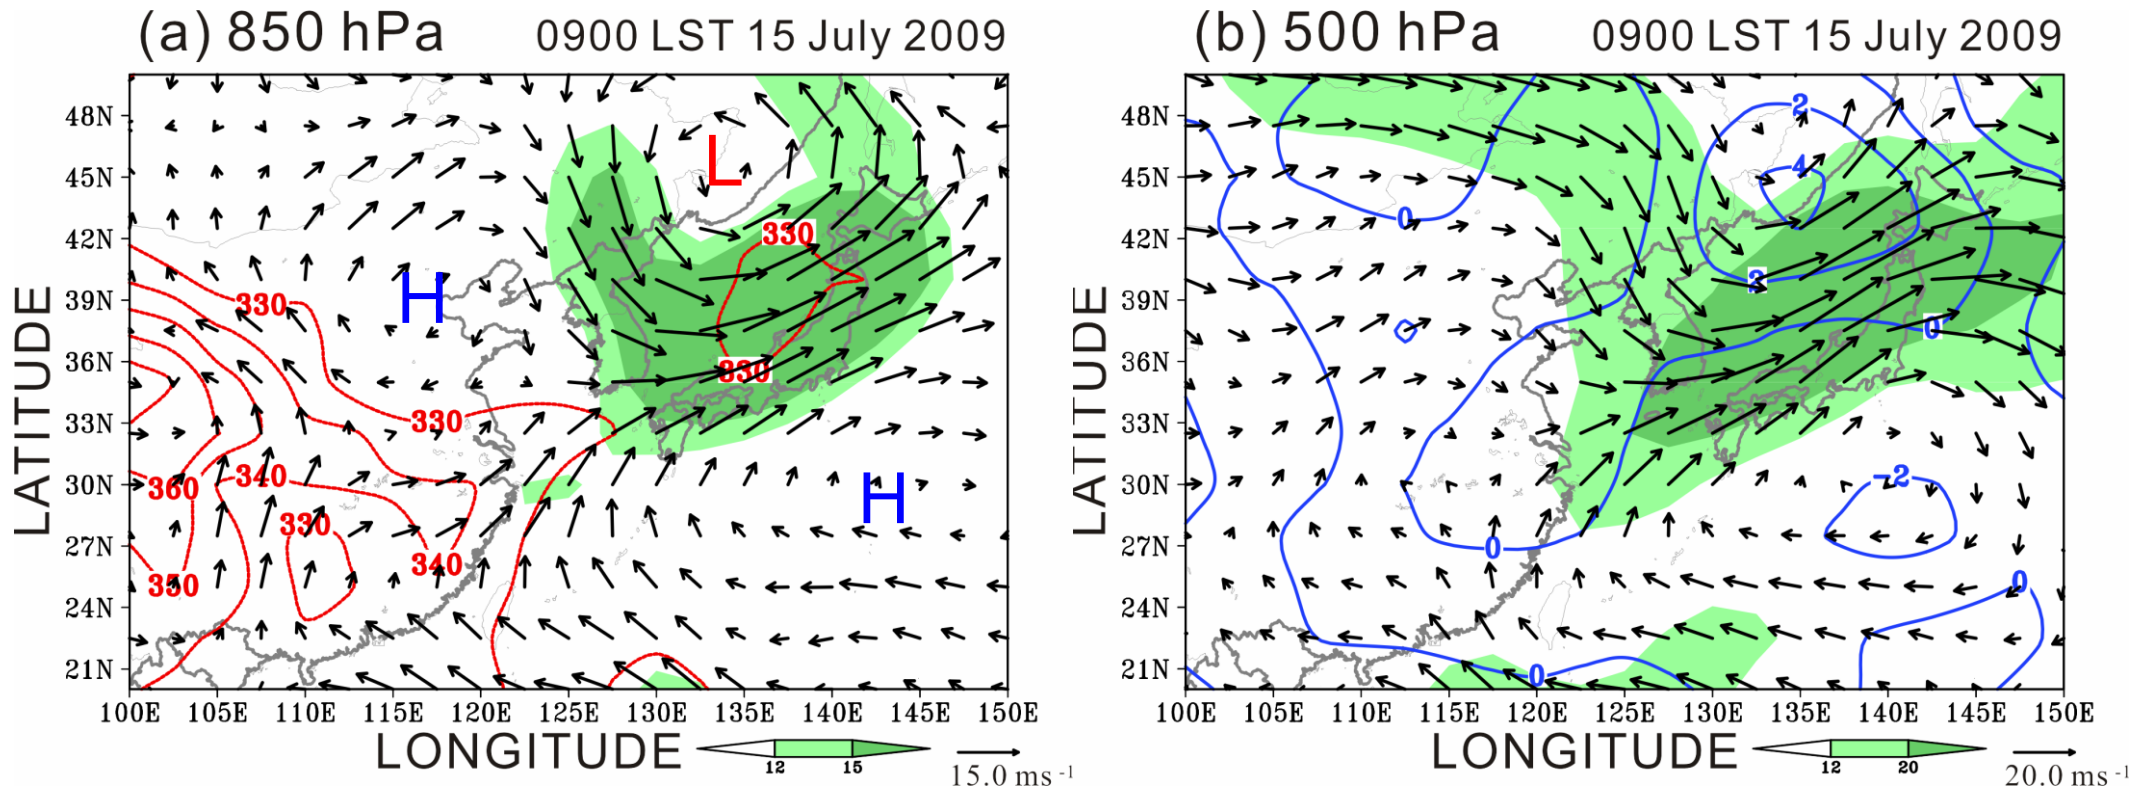 (a) 850 hPa
0900 LST 15 July 2009
L
H
H
330
330
330
330
330
340
340
360
350
48N
45N
42N
39N
36N
33N
30N
27N
24N
21N
LATITUDE
100E 105E 110E 115E 120E 125E 130E 135E 140E 145E 150E
LONGITUDE
12 15
15.0 ms⁻¹
(b) 500 hPa
0900 LST 15 July 2009
2
4
0
2
0
-2
0
0
0
48N
45N
42N
39N
36N
33N
30N
27N
24N
21N
LATITUDE
100E 105E 110E 115E 120E 125E 130E 135E 140E 145E 150E
LONGITUDE
12 20
20.0 ms⁻¹